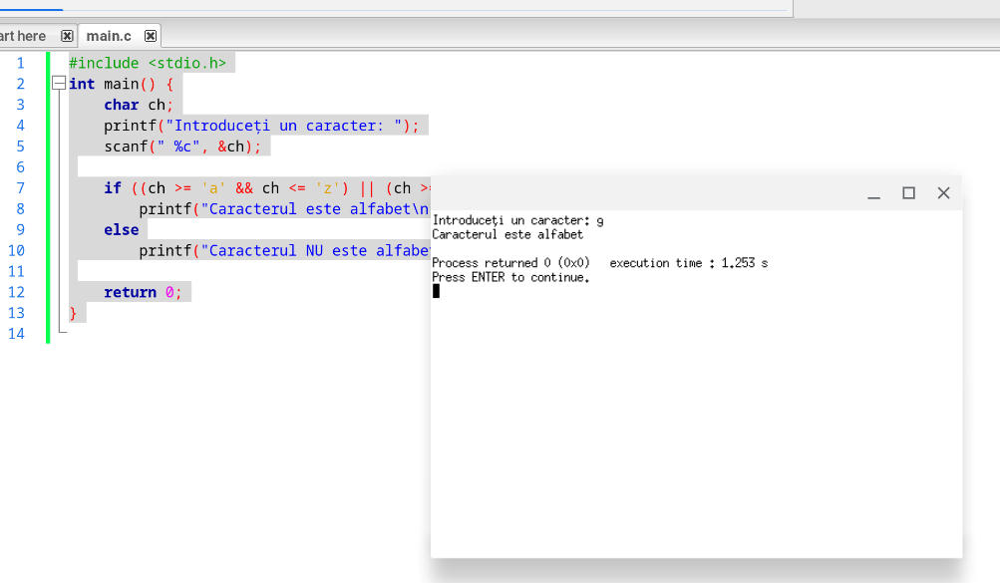 art here
main.c
1 #include <stdio.h>
2 int main() {
3 char ch;
4 printf("Introduceți un caracter: ");
5 scanf(" %c", &ch);
6
7 if ((ch >= 'a' && ch <= 'z') || (ch >=
8 printf("Caracterul este alfabet\n
9 else
10 printf("Caracterul NU este alfabe
11
12 return 0;
13 }
14
Introduceți un caracter: g
Caracterul este alfabet
Process returned 0 (0x0) execution time : 1.253 s
Press ENTER to continue.